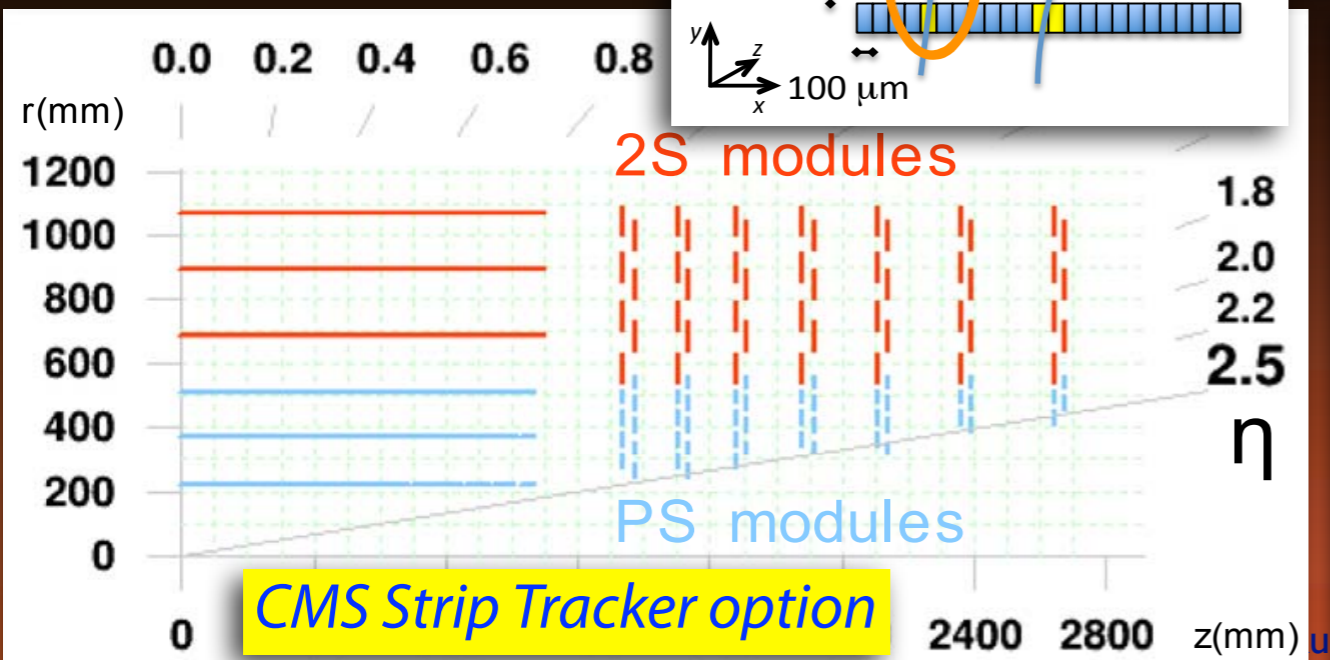 y
z
x
100 μm
0.0 0.2 0.4 0.6 0.8
r(mm)
1200
1000
800
600
400
200
0
2S modules
1.8
2.0
2.2
2.5
η
PS modules
CMS Strip Tracker option
0 2400 2800 z(mm) u